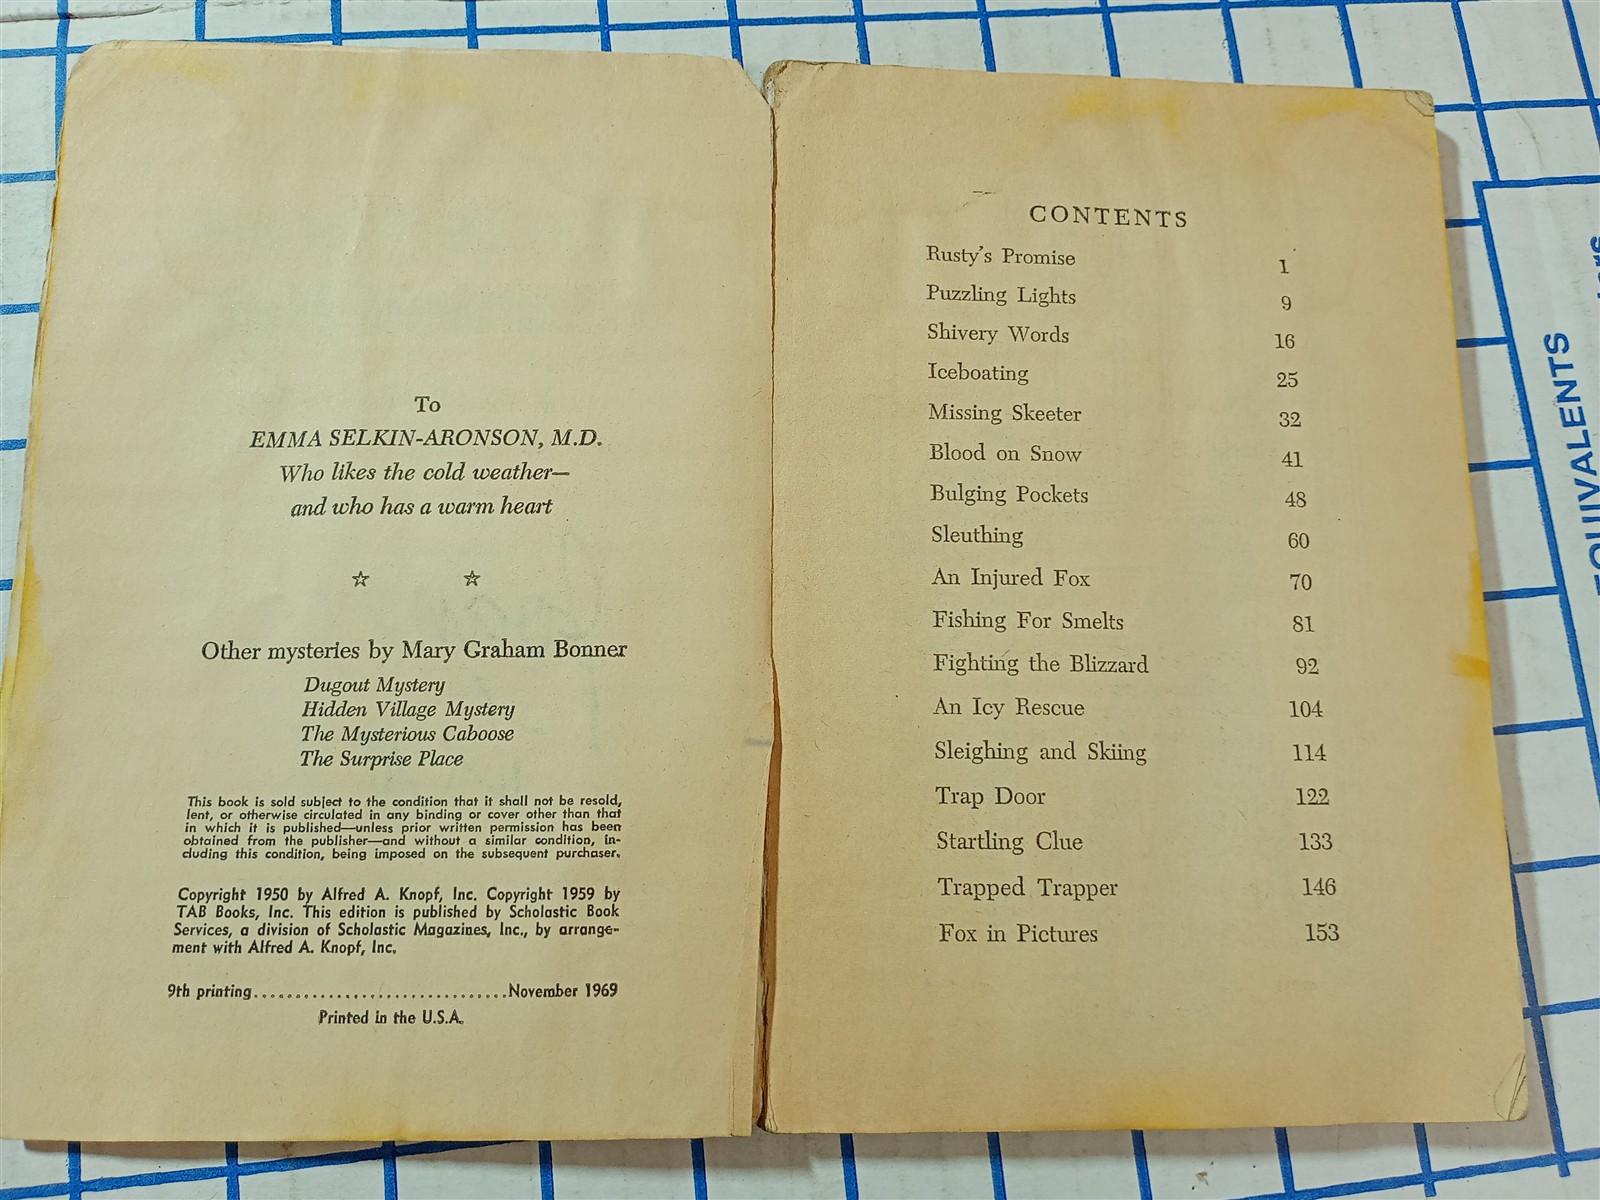 To
EMMA SELKIN-ARONSON, M.D.
Who likes the cold weather—
and who has a warm heart
Other mysteries by Mary Graham Bonner
Dugout Mystery
Hidden Village Mystery
The Mysterious Caboose
The Surprise Place
This book is sold subject to the condition that it shall not be resold,
lent, or otherwise circulated in any binding or cover other than that
in which it is published—unless prior written permission has been
obtained from the publisher—and without a similar condition, in-
cluding this condition, being imposed on the subsequent purchaser.
Copyright 1950 by Alfred A. Knopf, Inc. Copyright 1959 by
TAB Books, Inc. This edition is published by Scholastic Book
Services, a division of Scholastic Magazines, Inc., by arrange-
ment with Alfred A. Knopf, Inc.
9th printing................................November 1969
Printed in the U.S.A.
CONTENTS
Rusty's Promise 1
Puzzling Lights 9
Shivery Words 16
Iceboating 25
Missing Skeeter 32
Blood on Snow 41
Bulging Pockets 48
Sleuthing 60
An Injured Fox 70
Fishing For Smelts 81
Fighting the Blizzard 92
An Icy Rescue 104
Sleighing and Skiing 114
Trap Door 122
Startling Clue 133
Trapped Trapper 146
Fox in Pictures 153
EQUIVALENTS